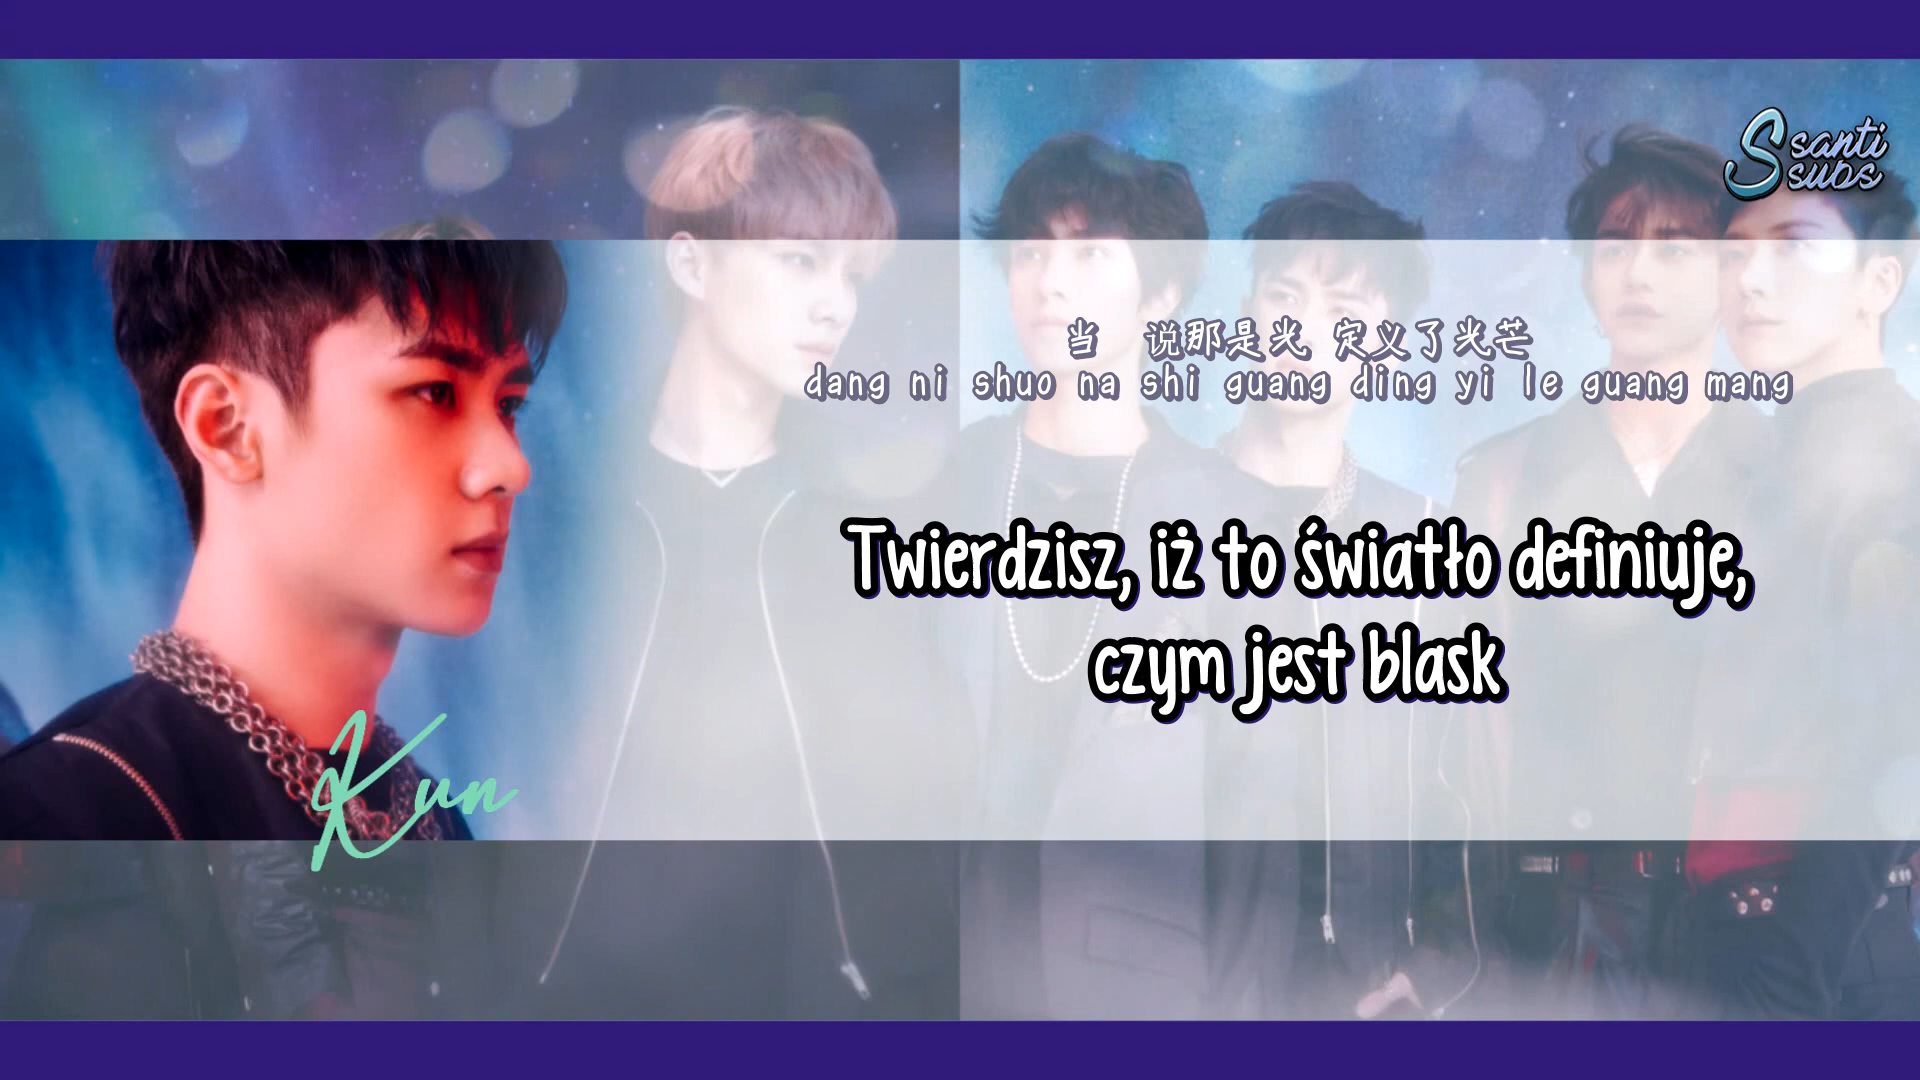 Ssanti
subs
当 说那是光 定义了光芒
dang ni shuo na shi guang ding yi le guang mang
Twierdzisz, iż to światło definiuje,
czym jest blask
Kun